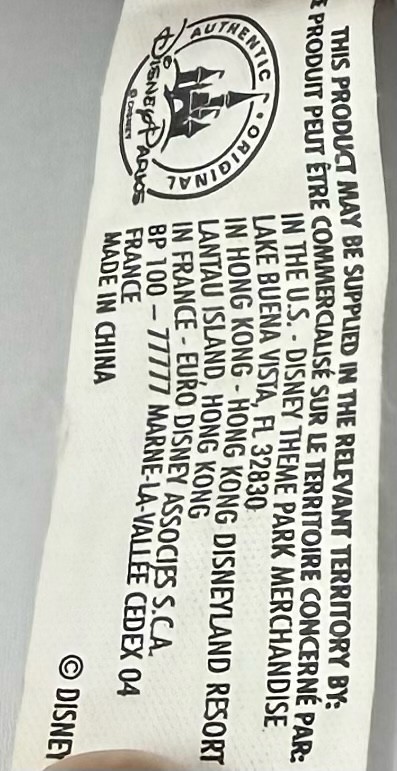 THIS PRODUCT MAY BE SUPPLIED IN THE RELEVANT TERRITORY BY:
E PRODUIT PEUT ÊTRE COMMERCIALISÉ SUR LE TERRITOIRE CONCERNÉ PAR:
AUTHENTIC • ORIGINAL
Disney Parks
© DISNEY
IN THE U.S. - DISNEY THEME PARK MERCHANDISE
LAKE BUENA VISTA, FL 32830
IN HONG KONG - HONG KONG DISNEYLAND RESORT
LANTAU ISLAND, HONG KONG
IN FRANCE - EURO DISNEY ASSOCIÉS S.C.A.
BP 100 – 77777 MARNE-LA-VALLÉE CEDEX 04
FRANCE
MADE IN CHINA
© DISNEY